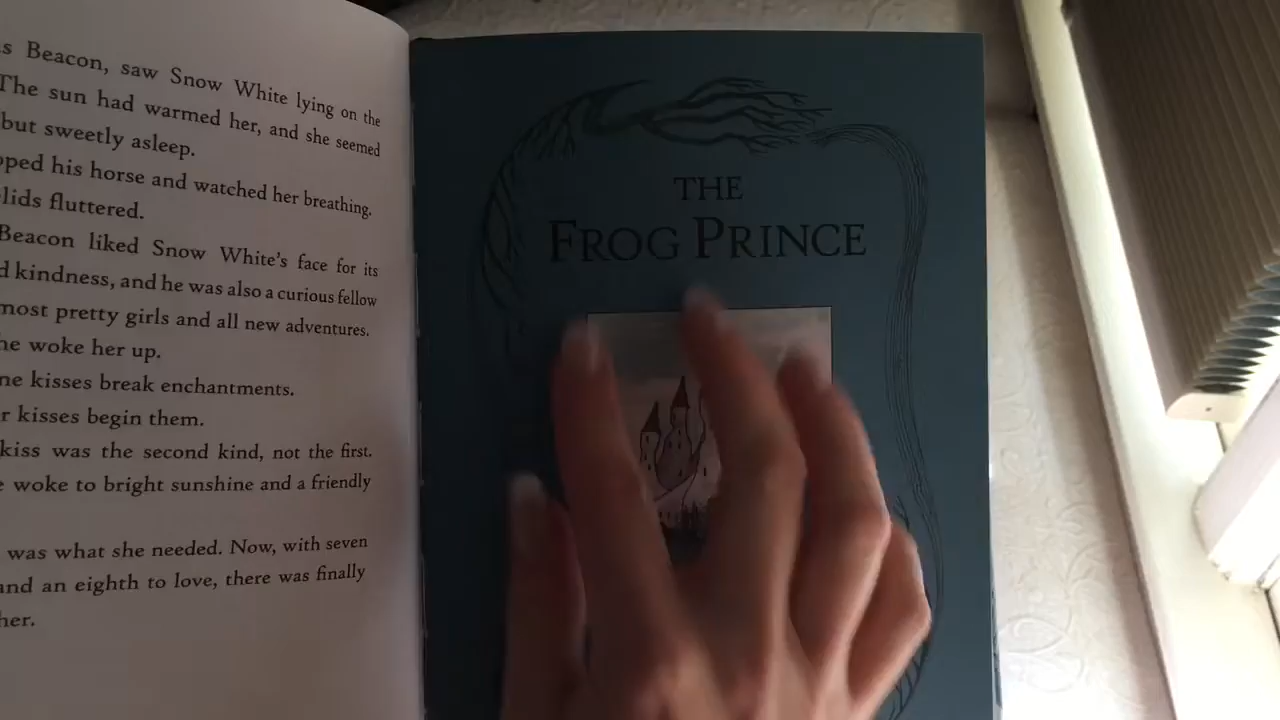 s Beacon, saw Snow White lying on the
The sun had warmed her, and she seemed
but sweetly asleep.
pped his horse and watched her breathing.
lids fluttered.
Beacon liked Snow White's face for its
d kindness, and he was also a curious fellow
most pretty girls and all new adventures.
he woke her up.
ne kisses break enchantments.
r kisses begin them.
kiss was the second kind, not the first.
e woke to bright sunshine and a friendly
was what she needed. Now, with seven
and an eighth to love, there was finally
her.
THE
FROG PRINCE